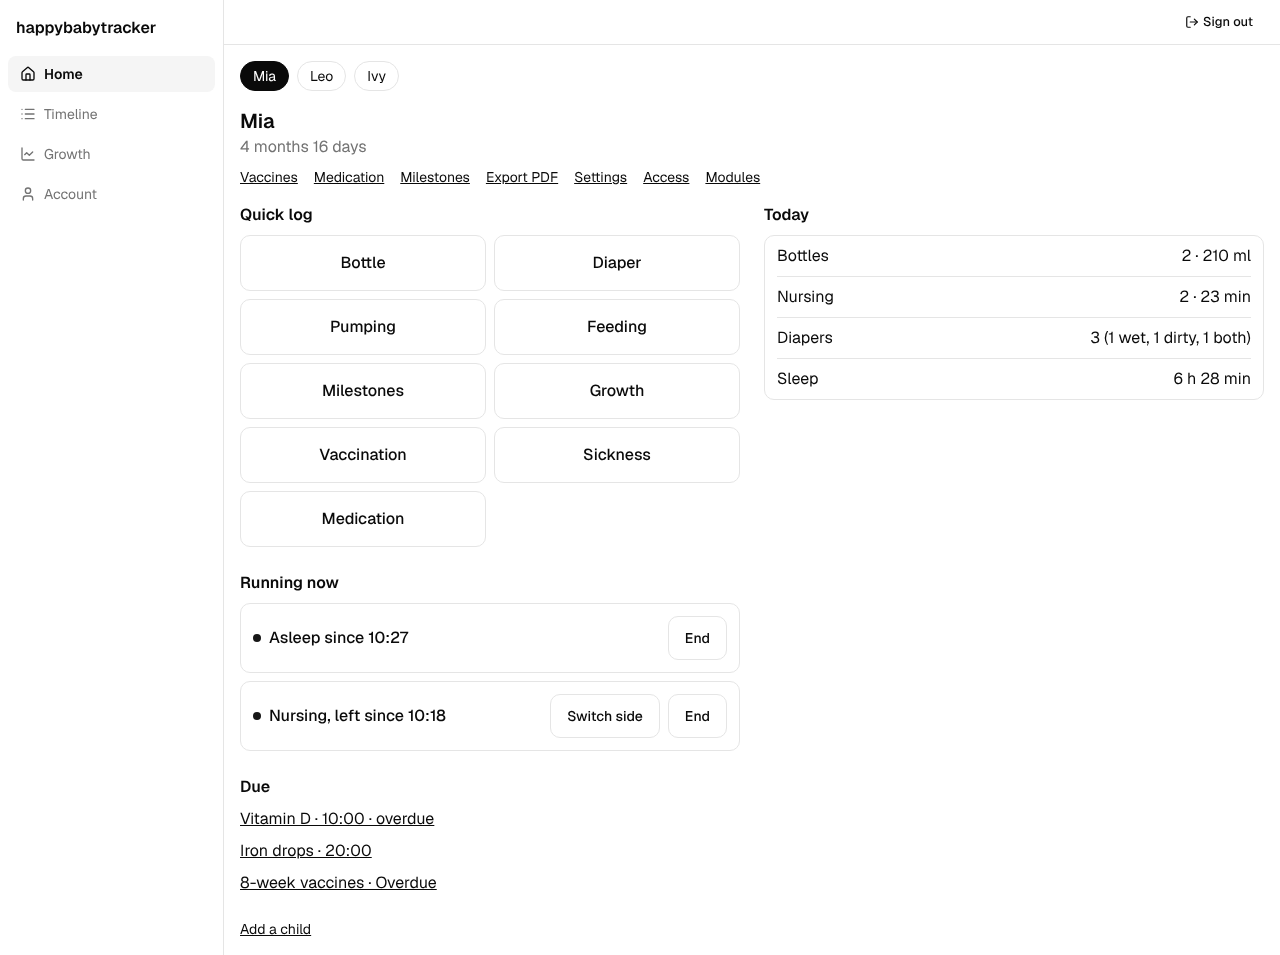 happybabytracker
Home
Timeline
Growth
Account
Sign out
Mia Leo Ivy
Mia
4 months 16 days
Vaccines Medication Milestones Export PDF Settings Access Modules
Quick log
Bottle Diaper
Pumping Feeding
Milestones Growth
Vaccination Sickness
Medication
Running now
Asleep since 10:27 End
Nursing, left since 10:18 Switch side End
Due
Vitamin D · 10:00 · overdue
Iron drops · 20:00
8-week vaccines · Overdue
Add a child
Today
Bottles 2 · 210 ml
Nursing 2 · 23 min
Diapers 3 (1 wet, 1 dirty, 1 both)
Sleep 6 h 28 min